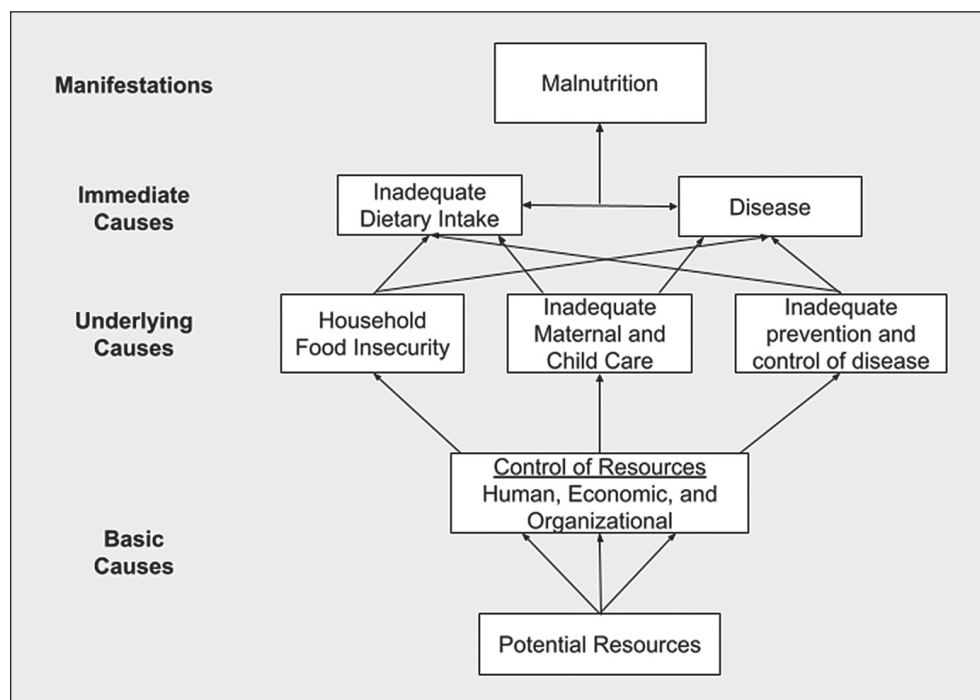 Manifestations
Malnutrition
Immediate
Causes
Inadequate
Dietary Intake
Disease
Underlying
Causes
Household
Food Insecurity
Inadequate
Maternal and
Child Care
Inadequate
prevention and
control of disease
Basic
Causes
Control of Resources
Human, Economic, and
Organizational
Potential Resources